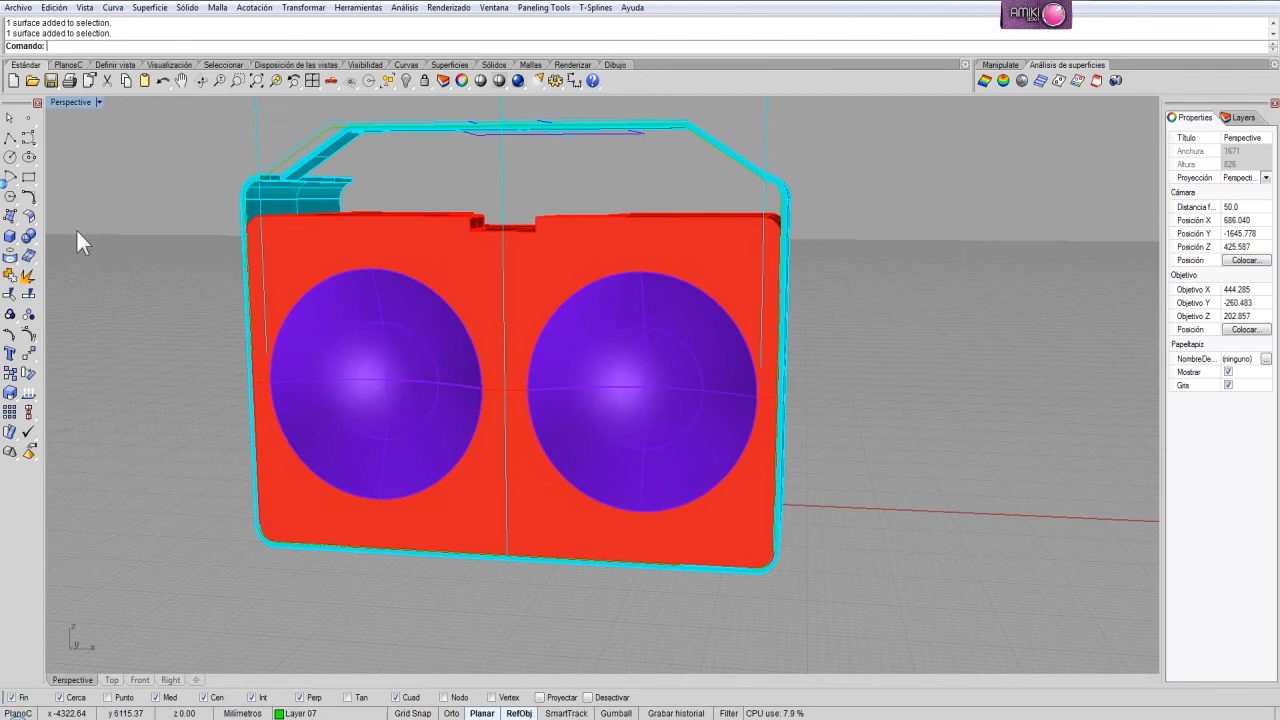 Archivo Edición Vista Curva Superficie Sólido Malla Acotación Transformar Herramientas Análisis Renderizado Ventana Paneling Tools T-Splines Ayuda
AMIKI
1 surface added to selection.
1 surface added to selection.
Comando:
Estándar PlanosC Definir vista Visualización Seleccionar Disposición de las vistas Visibilidad Curvas Superficies Sólidos Mallas Renderizar Dibujo
Manipulate Análisis de superficies
Perspective
Properties Layers
Título Perspective
Anchura 1671
Altura 826
Proyección Perspecti...
Cámara
Distancia f... 50.0
Posición X 686.040
Posición Y -1645.778
Posición Z 425.587
Posición Colocar...
Objetivo
Objetivo X 444.285
Objetivo Y -260.483
Objetivo Z 202.857
Posición Colocar...
Papeltapiz
NombreDe... (ninguno) ...
Mostrar
Gris
z
y x
Perspective Top Front Right
Fin Cerca Punto Med Cen Int Perp Tan Cuad Nodo Vertex Proyectar Desactivar
PlanoC x -4322.64 y 6115.37 z 0.00 Milímetros Layer 07 Grid Snap Orto Planar RefObj SmartTrack Gumball Grabar historial Filter CPU use: 7.9 %